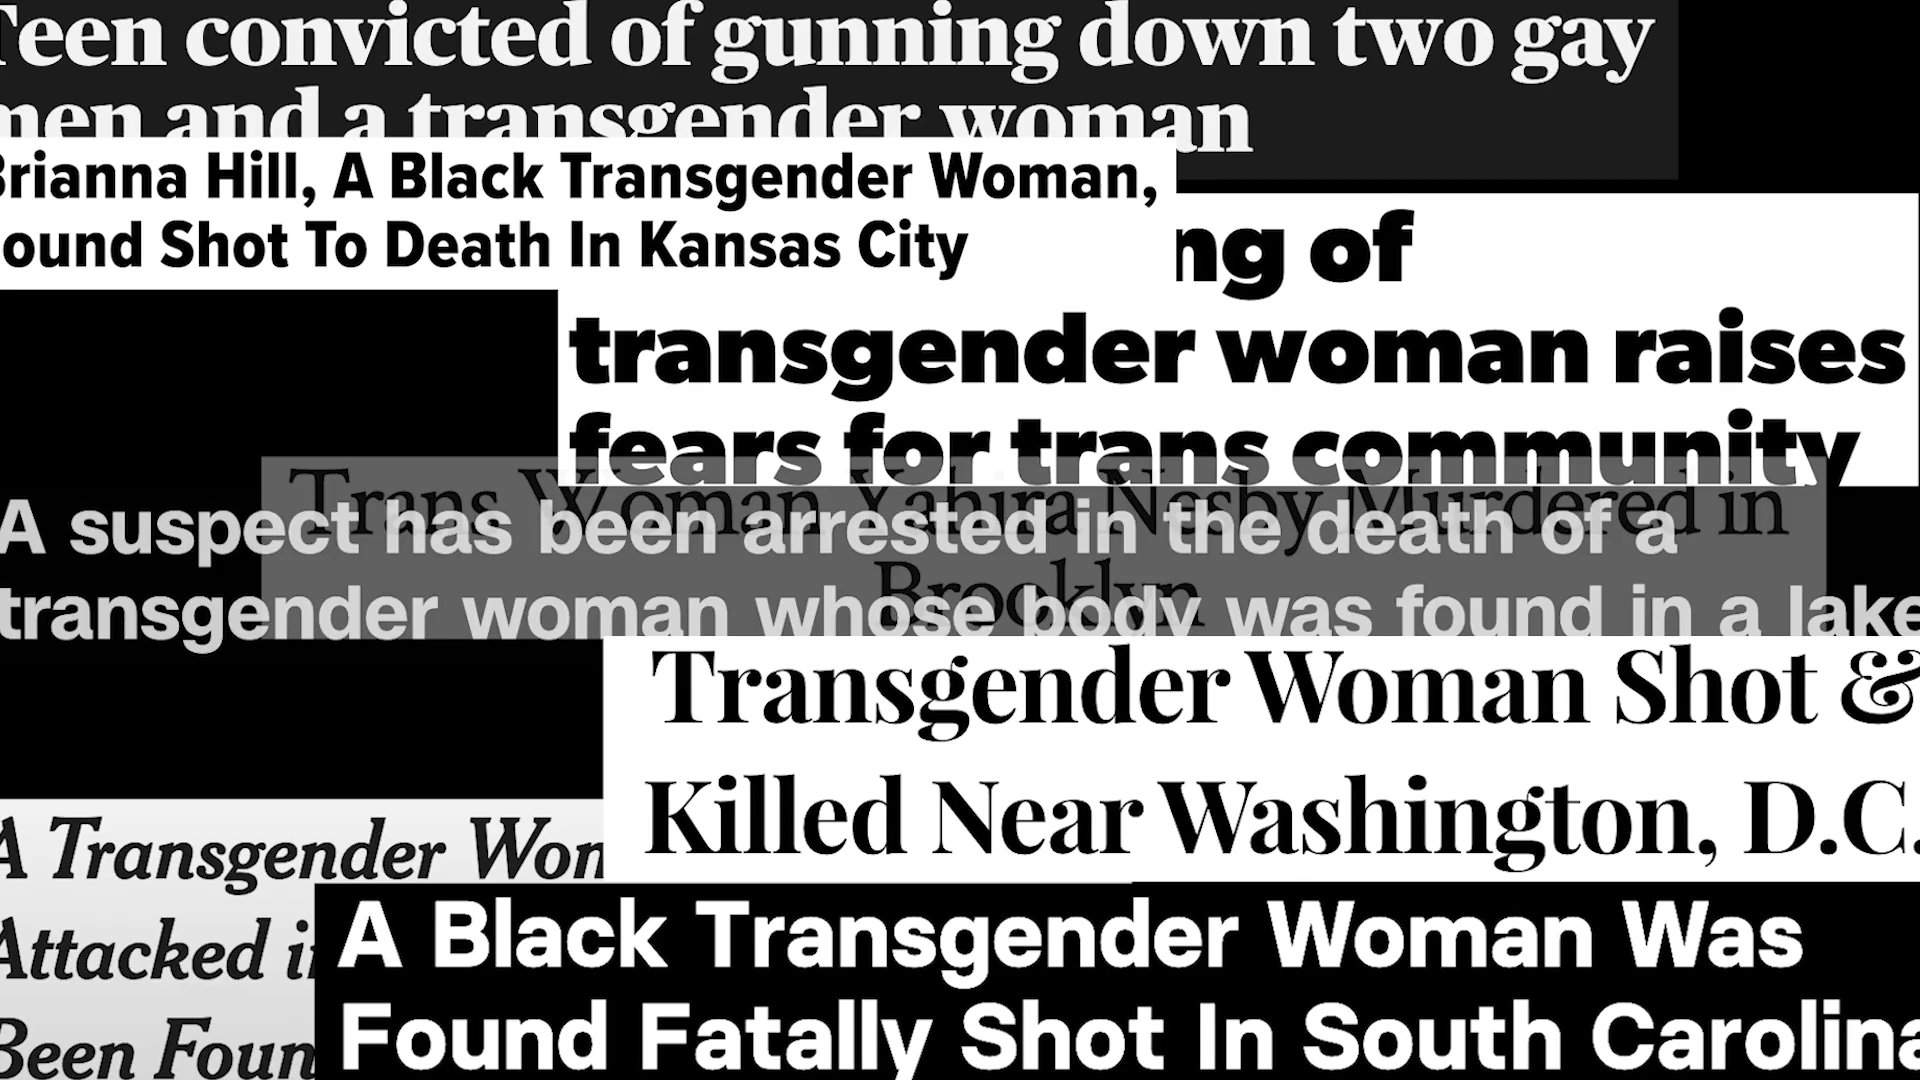 Teen convicted of gunning down two gay
men and a transgender woman
Brianna Hill, A Black Transgender Woman,
ound Shot To Death In Kansas City
ng of
transgender woman raises
fears for trans community
Trans Woman Yahira Nesby Murdered in
Brooklyn
A suspect has been arrested in the death of a
transgender woman whose body was found in a lake
Transgender Woman Shot &
Killed Near Washington, D.C.
A Transgender Wom
Attacked in
Been Foun
A Black Transgender Woman Was
Found Fatally Shot In South Carolina